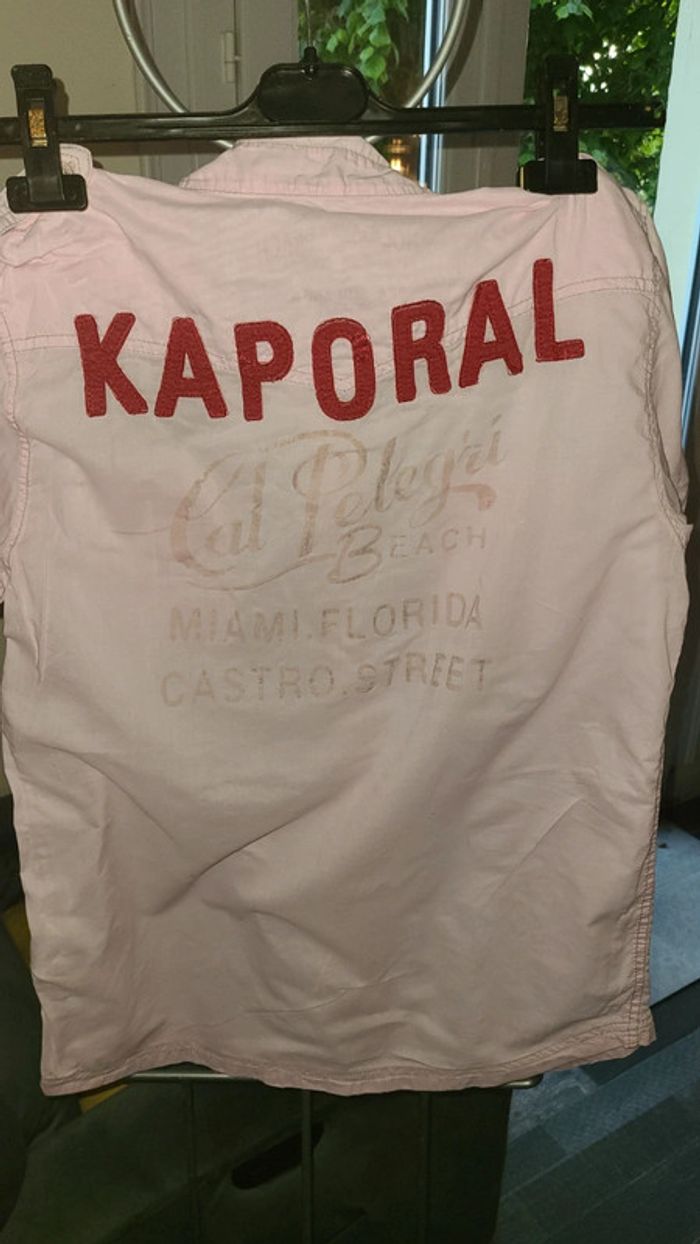 KAPORAL
Cal Pelegri
BEACH
MIAMI.FLORIDA
CASTRO.STREET